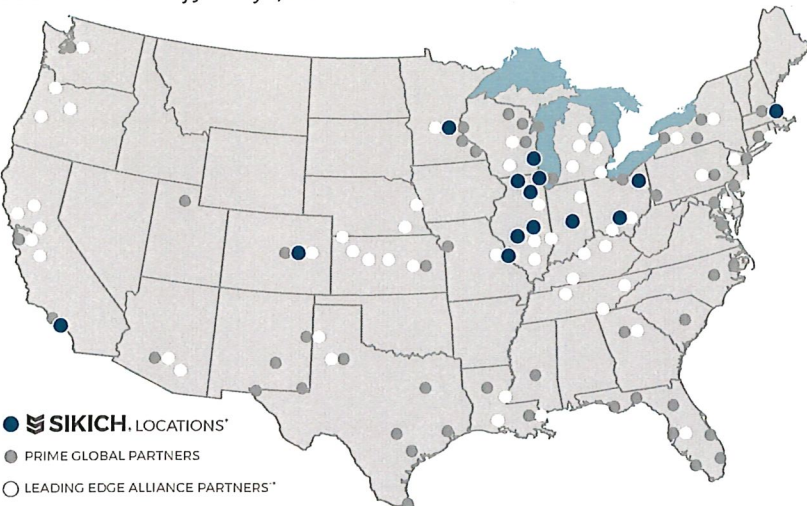 SIKICH. LOCATIONS*
PRIME GLOBAL PARTNERS
LEADING EDGE ALLIANCE PARTNERS**